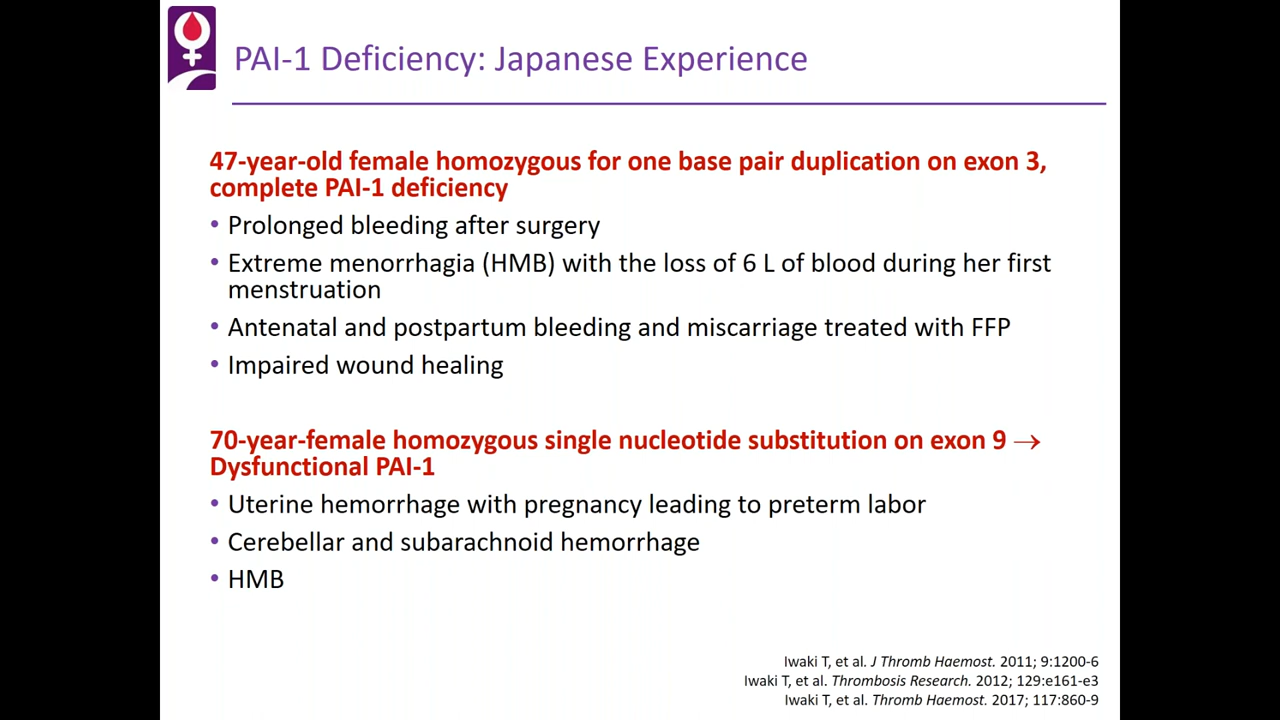 PAI-1 Deficiency: Japanese Experience
47-year-old female homozygous for one base pair duplication on exon 3,
complete PAI-1 deficiency
• Prolonged bleeding after surgery
• Extreme menorrhagia (HMB) with the loss of 6 L of blood during her first
menstruation
• Antenatal and postpartum bleeding and miscarriage treated with FFP
• Impaired wound healing
70-year-female homozygous single nucleotide substitution on exon 9 →
Dysfunctional PAI-1
• Uterine hemorrhage with pregnancy leading to preterm labor
• Cerebellar and subarachnoid hemorrhage
• HMB
Iwaki T, et al. J Thromb Haemost. 2011; 9:1200-6
Iwaki T, et al. Thrombosis Research. 2012; 129:e161-e3
Iwaki T, et al. Thromb Haemost. 2017; 117:860-9